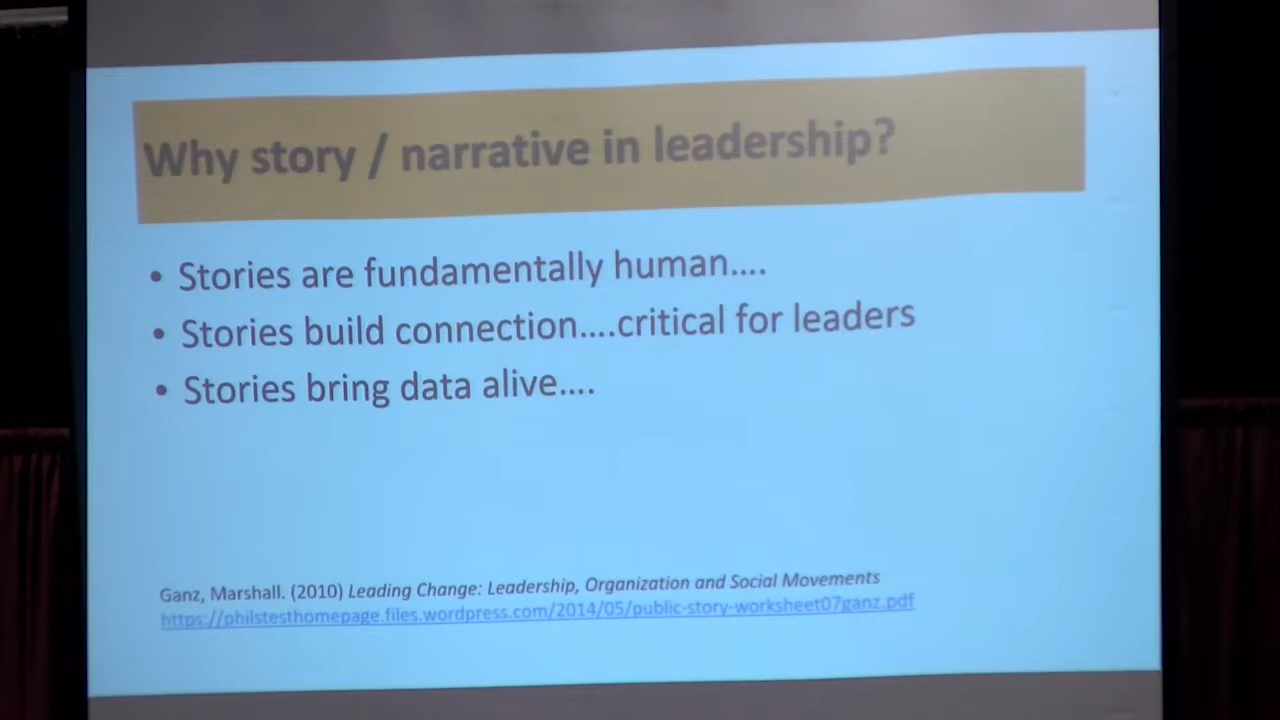 Why story / narrative in leadership?
• Stories are fundamentally human....
• Stories build connection....critical for leaders
• Stories bring data alive....
Ganz, Marshall. (2010) Leading Change: Leadership, Organization and Social Movements
https://philstesthomepage.files.wordpress.com/2014/05/public-story-worksheet07ganz.pdf